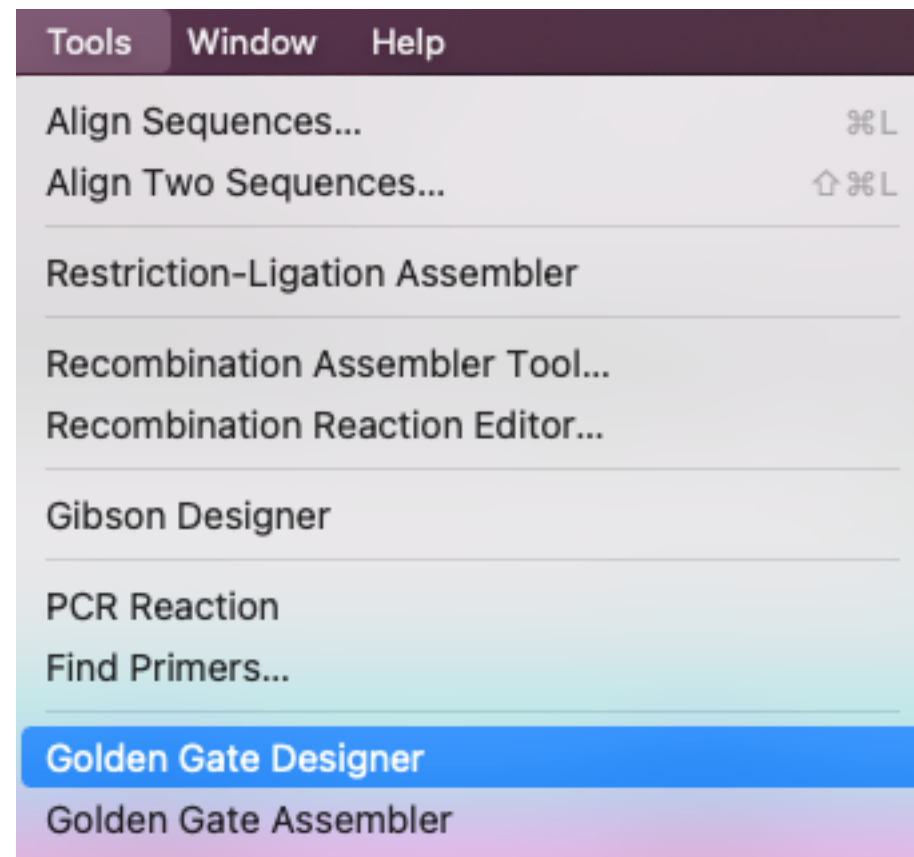 Tools Window Help
Align Sequences... ⌘L
Align Two Sequences... ⇧⌘L
Restriction-Ligation Assembler
Recombination Assembler Tool...
Recombination Reaction Editor...
Gibson Designer
PCR Reaction
Find Primers...
Golden Gate Designer
Golden Gate Assembler